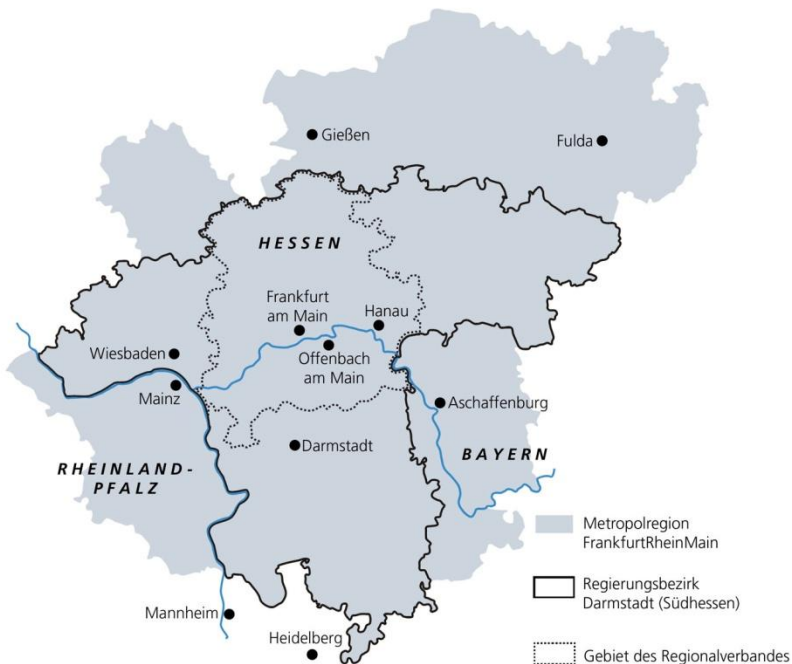 Gießen
Fulda
HESSEN
Frankfurt
am Main
Hanau
Wiesbaden
Offenbach
am Main
Mainz
Aschaffenburg
Darmstadt
BAYERN
RHEINLAND-
PFALZ
Metropolregion
FrankfurtRheinMain
Regierungsbezirk
Darmstadt (Südhessen)
Mannheim
Heidelberg
Gebiet des Regionalverbandes